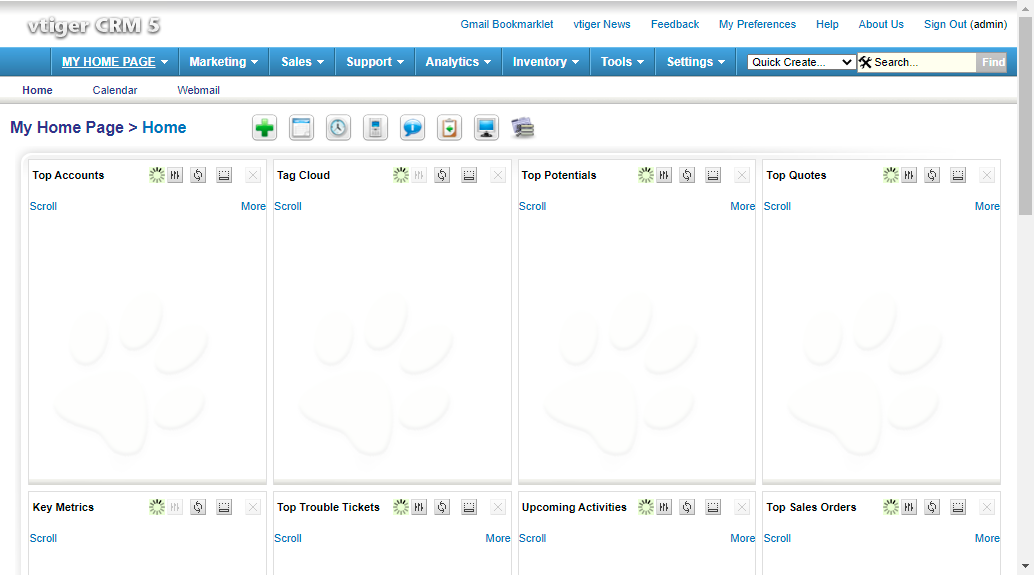 vtiger CRM 5
Gmail Bookmarklet vtiger News Feedback My Preferences Help About Us Sign Out (admin)
MY HOME PAGE Marketing Sales Support Analytics Inventory Tools Settings Quick Create... Search... Find
Home Calendar Webmail
My Home Page > Home
Top Accounts Tag Cloud Top Potentials Top Quotes
Scroll More Scroll Scroll More Scroll More
Key Metrics Top Trouble Tickets Upcoming Activities Top Sales Orders
Scroll Scroll More Scroll More Scroll More